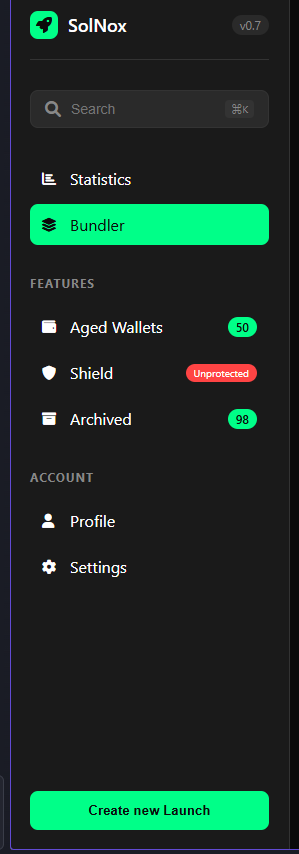 SolNox v0.7
Search ⌘K
Statistics
Bundler
FEATURES
Aged Wallets 50
Shield Unprotected
Archived 98
ACCOUNT
Profile
Settings
Create new Launch